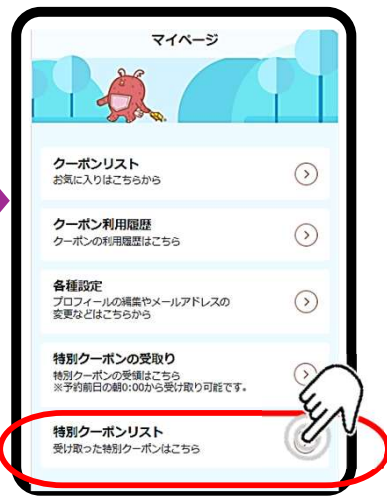 マイページ
クーポンリスト
お気に入りはこちらから
クーポン利用履歴
クーポンの利用履歴はこちら
各種設定
プロフィールの編集やメールアドレスの
変更などはこちらから
特別クーポンの受取り
特別クーポンの受領はこちら
※予約前日の朝0:00から受け取り可能です。
特別クーポンリスト
受け取った特別クーポンはこちら